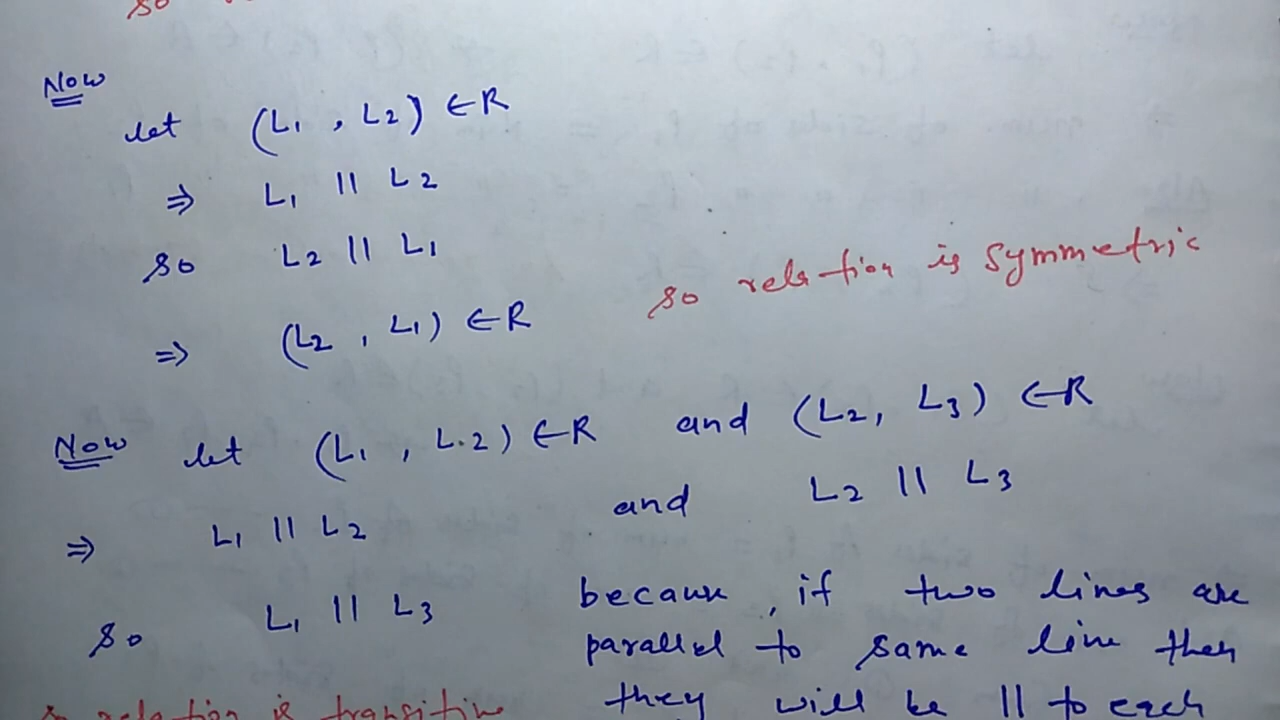 so
Now
let (L1 , L2) ∈ R
⇒ L1 || L2
so L2 || L1
so relation is symmetric
⇒ (L2 , L1) ∈ R
Now let (L1 , L2) ∈ R and (L2, L3) ∈ R
⇒ L1 || L2 and L2 || L3
so L1 || L3
because, if two lines are
parallel to same line then
they will be || to each
so relation is transitive